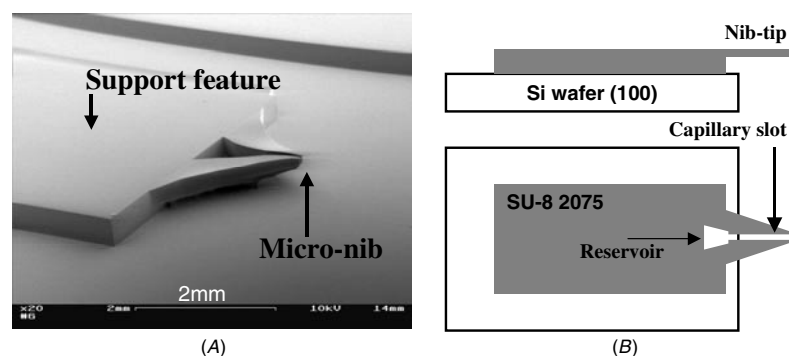 Support feature
Micro-nib
2mm
x20 2mm 10kV 14mm
#6
(A)
Nib-tip
Si wafer (100)
Capillary slot
SU-8 2075
Reservoir
(B)